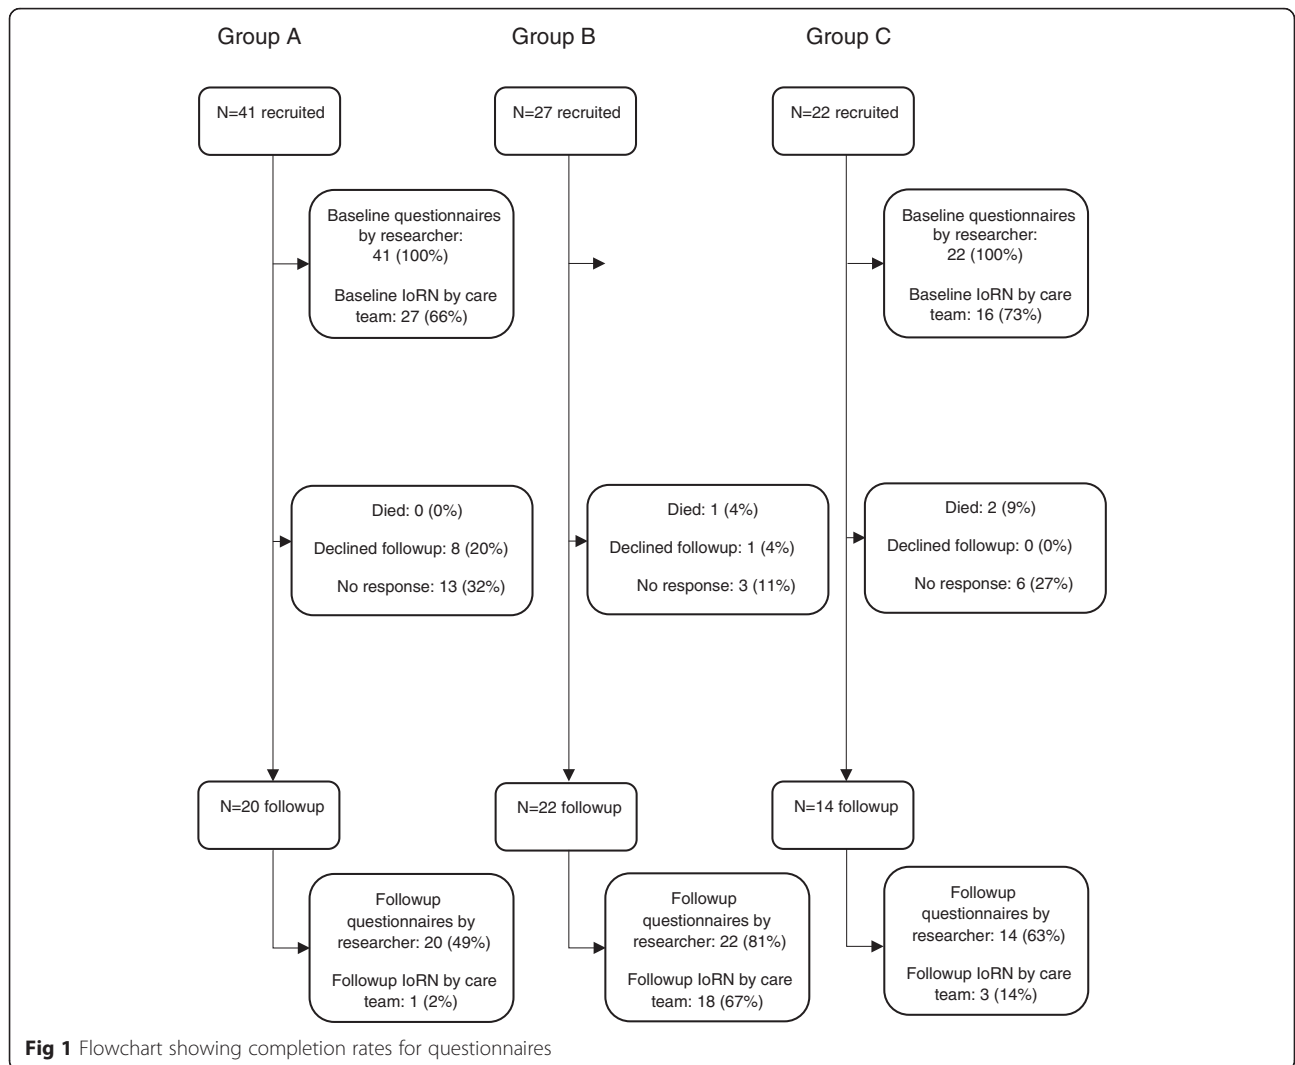 Group A
Group B
Group C
N=41 recruited
N=27 recruited
N=22 recruited
Baseline questionnaires
by researcher:
41 (100%)
Baseline IoRN by care
team: 27 (66%)
Baseline questionnaires
by researcher:
22 (100%)
Baseline IoRN by care
team: 16 (73%)
Died: 0 (0%)
Declined followup: 8 (20%)
No response: 13 (32%)
Died: 1 (4%)
Declined followup: 1 (4%)
No response: 3 (11%)
Died: 2 (9%)
Declined followup: 0 (0%)
No response: 6 (27%)
N=20 followup
N=22 followup
N=14 followup
Followup
questionnaires by
researcher: 20 (49%)
Followup IoRN by care
team: 1 (2%)
Followup
questionnaires by
researcher: 22 (81%)
Followup IoRN by care
team: 18 (67%)
Followup
questionnaires by
researcher: 14 (63%)
Followup IoRN by care
team: 3 (14%)
Fig 1 Flowchart showing completion rates for questionnaires